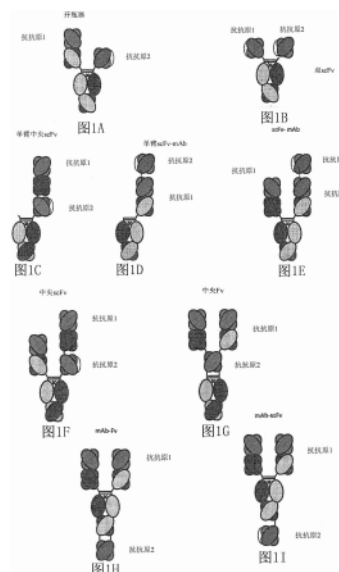 开瓶器
抗抗原1
抗抗原2
图1A
抗抗原1
抗抗原2
双scFv
图1B
scFv-mAb
单臂中央scFv
抗抗原1
抗抗原2
图1C
单臂scFv-mAb
抗抗原2
抗抗原1
图1D
抗抗原1
图1E
中央scFv
抗抗原1
抗抗原2
图1F
中央Fv
抗抗原1
抗抗原2
图1G
mAb-Fv
抗抗原1
抗抗原2
图1H
mAb-scFv
抗抗原1
抗抗原2
图1I